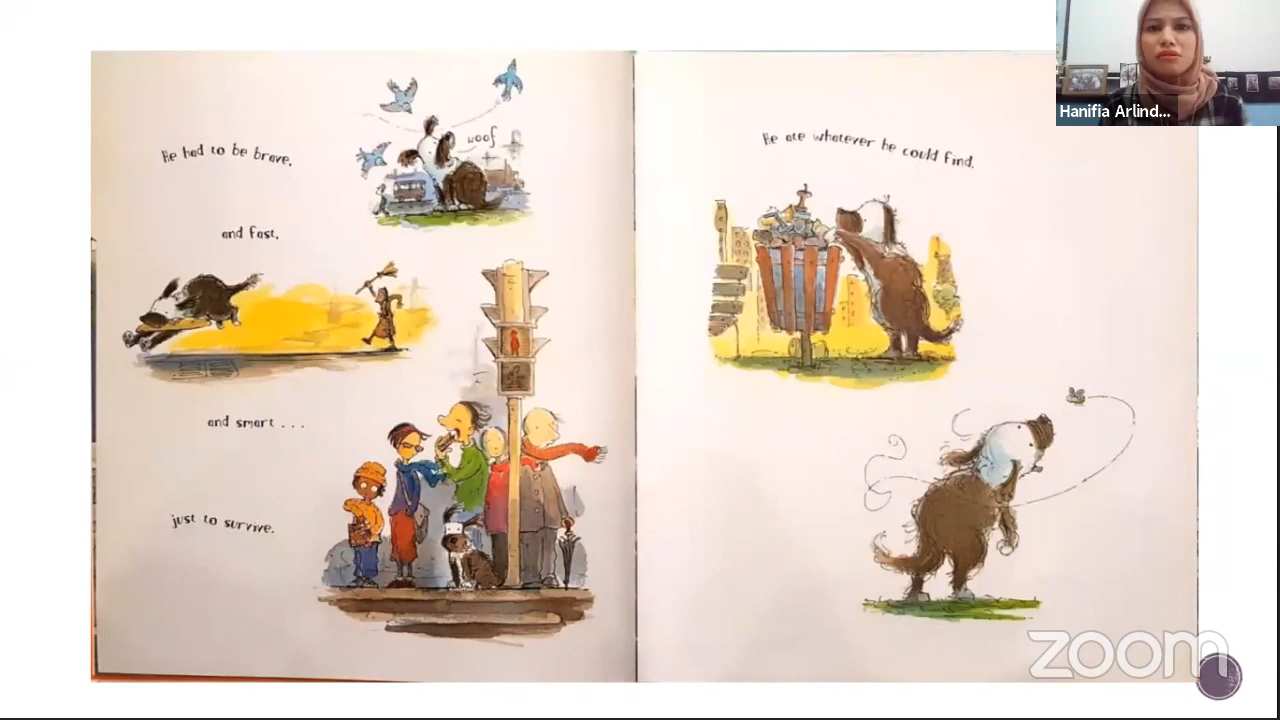 He had to be brave,
woof
and fast,
and smart...
just to survive.
He ate whatever he could find.
Hanifia Arlind...
zoom